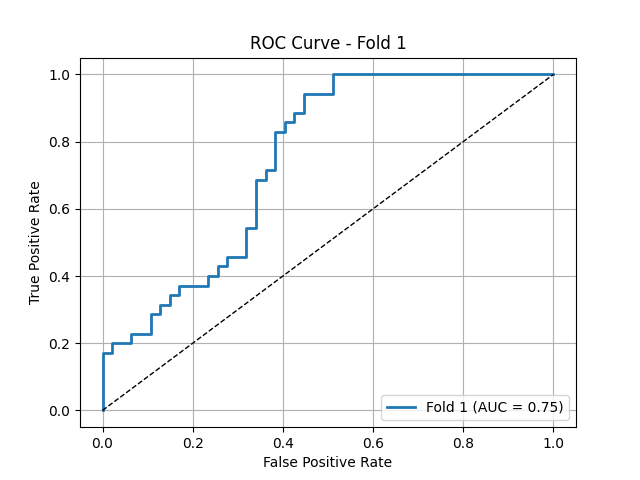 ROC Curve - Fold 1
True Positive Rate
1.0
0.8
0.6
0.4
0.2
0.0
Fold 1 (AUC = 0.75)
0.0 0.2 0.4 0.6 0.8 1.0
False Positive Rate